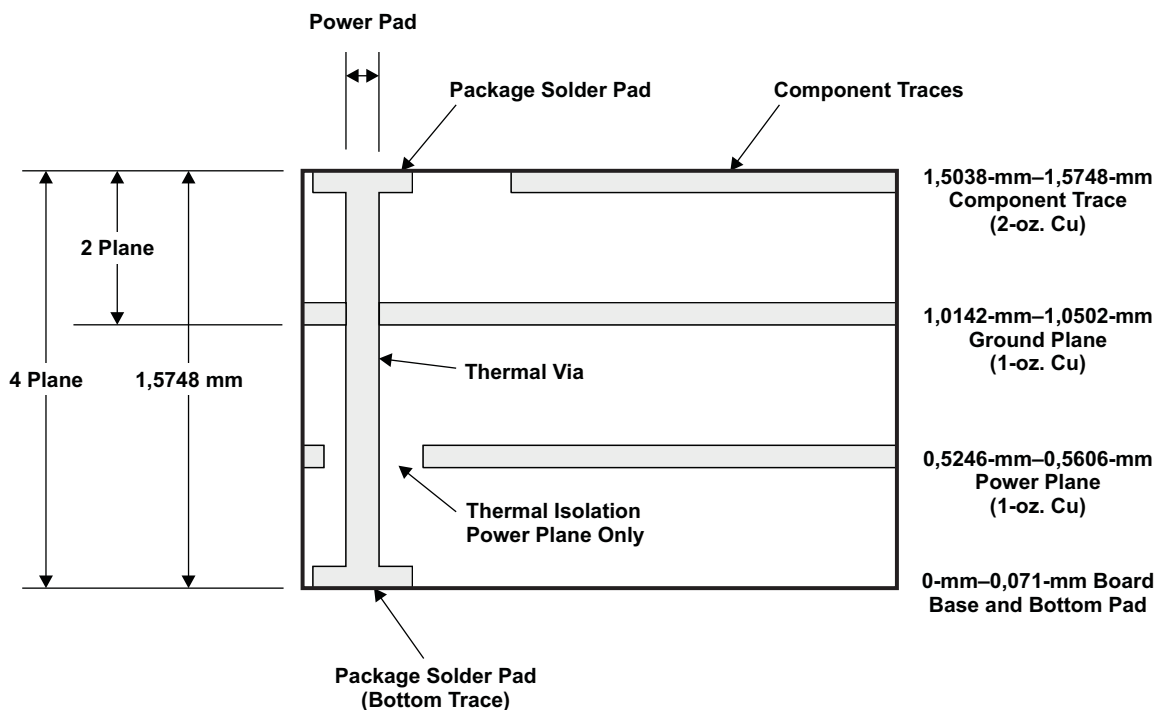 Power Pad
Package Solder Pad
Component Traces
1,5038-mm–1,5748-mm
Component Trace
(2-oz. Cu)
2 Plane
1,0142-mm–1,0502-mm
Ground Plane
(1-oz. Cu)
Thermal Via
4 Plane
1,5748 mm
0,5246-mm–0,5606-mm
Power Plane
(1-oz. Cu)
Thermal Isolation
Power Plane Only
0-mm–0,071-mm Board
Base and Bottom Pad
Package Solder Pad
(Bottom Trace)